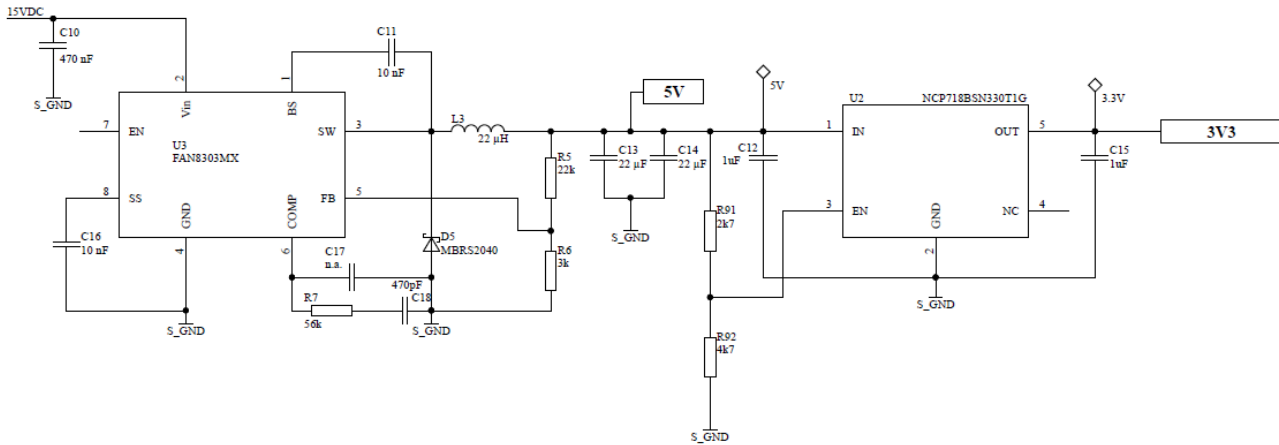 15VDC
C10
470 nF
S_GND
C11
10 nF
2
1
Vin
BS
7
EN
SW
3
U3
FAN8303MX
8
SS
FB
5
GND
COMP
4
6
C16
10 nF
S_GND
L3
22 µH
R5
22k
R6
3k
D5
MBRS2040
C17
n.a.
470pF
C18
R7
56k
S_GND
5V
C13
22 µF
C14
22 µF
S_GND
5V
C12
1uF
R91
2k7
R92
4k7
S_GND
U2
NCP718BSN330T1G
1
IN
OUT
5
3
EN
GND
NC
4
2
S_GND
3.3V
3V3
C15
1uF